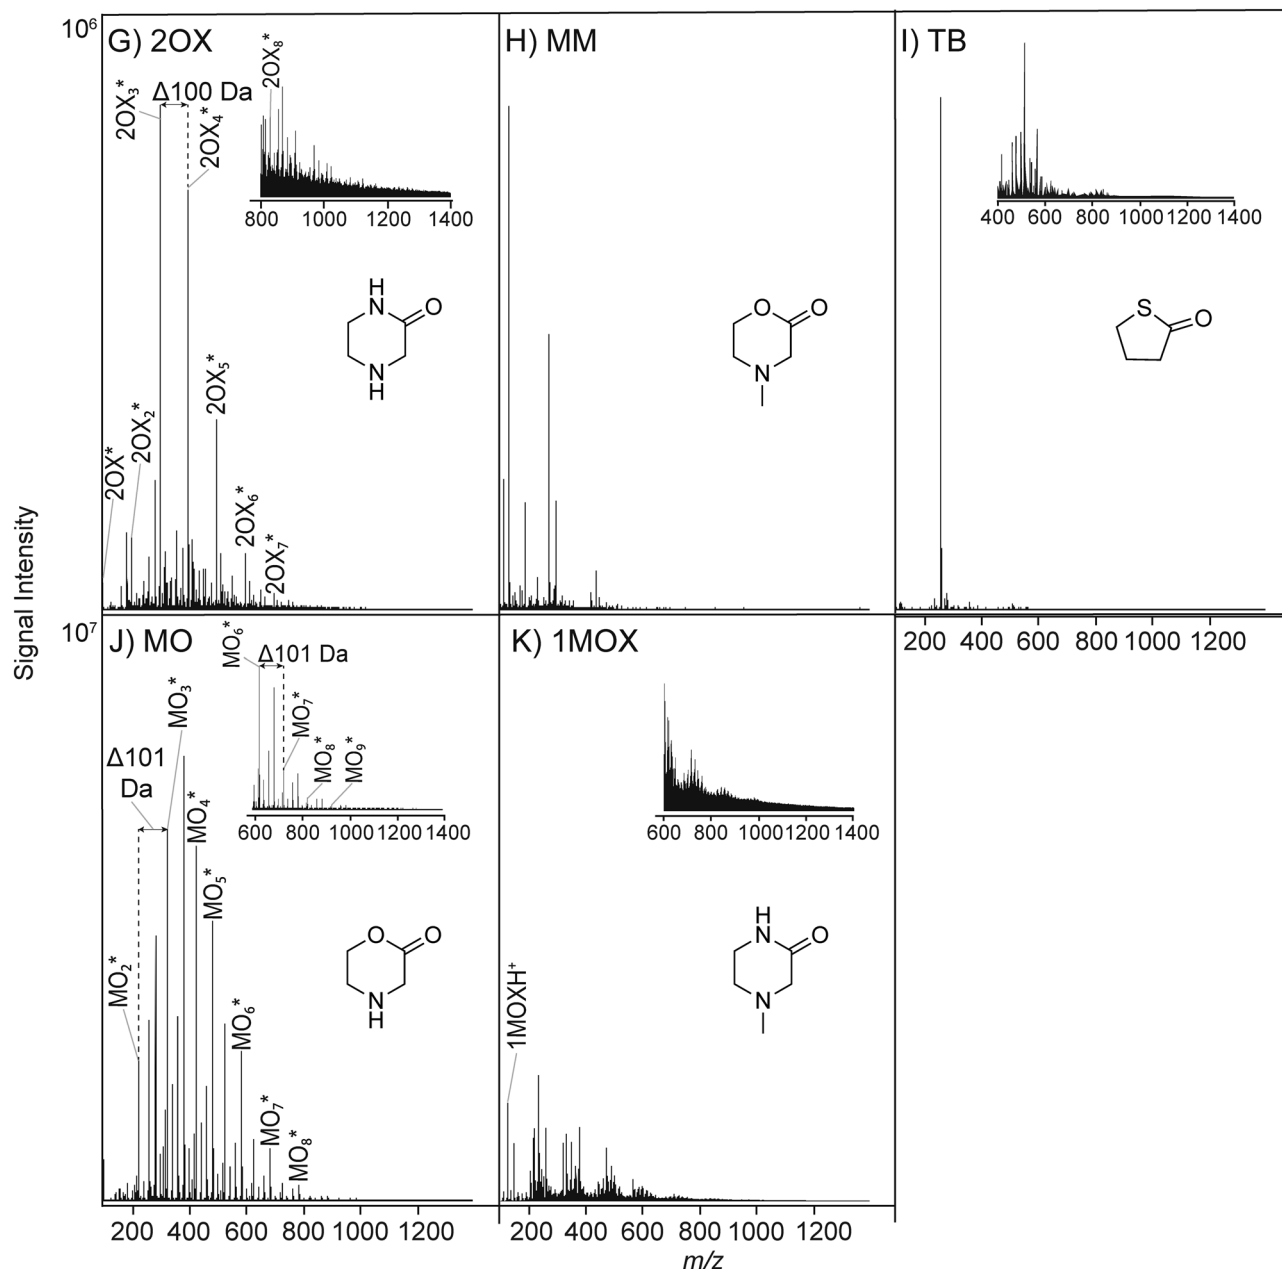 10⁶
G) 2OX
2OX₃*
Δ100 Da
2OX₄*
2OX₈*
800 1000 1200 1400
2OX*
2OX₂*
2OX₅*
2OX₆*
2OX₇*
H
N
O
N
H
H) MM
O
O
N
I) TB
400 600 800 1000 1200 1400
S
O
200 400 600 800 1000 1200
Signal Intensity
10⁷
J) MO
MO₆*
Δ101 Da
MO₇*
MO₈*
MO₉*
600 800 1000 1200 1400
MO₃*
Δ101
Da
MO₂*
MO₄*
MO₅*
MO₆*
MO₇*
MO₈*
O
O
N
H
200 400 600 800 1000 1200
K) 1MOX
600 800 1000 1200 1400
1MOXH⁺
H
N
O
N
200 400 600 800 1000 1200
m/z